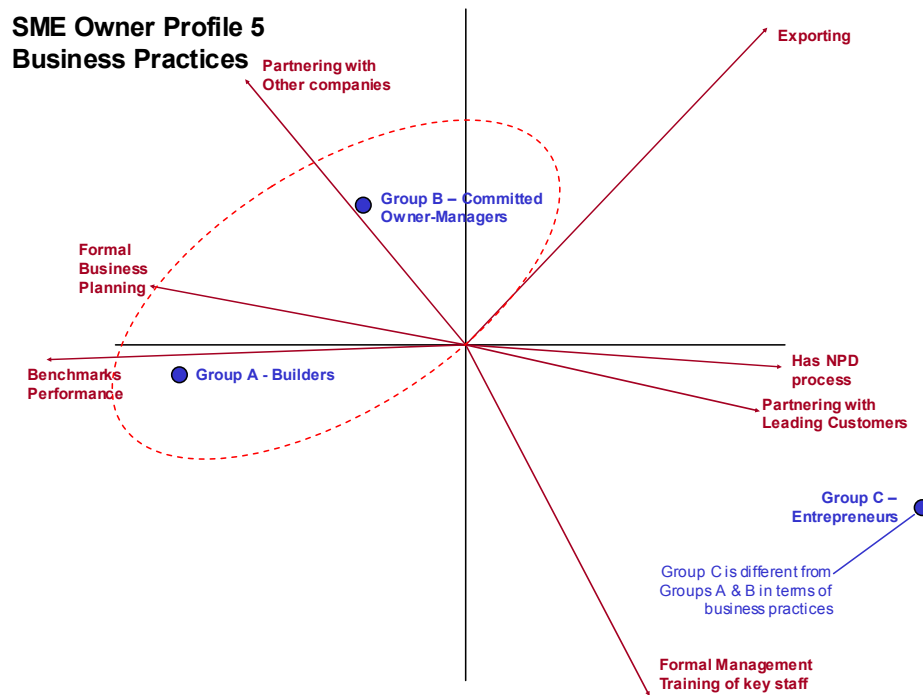 SME Owner Profile 5
Business Practices
Partnering with
Other companies
Exporting
Group B – Committed
Owner-Managers
Formal
Business
Planning
Benchmarks
Performance
Group A - Builders
Has NPD
process
Partnering with
Leading Customers
Group C –
Entrepreneurs
Group C is different from
Groups A & B in terms of
business practices
Formal Management
Training of key staff